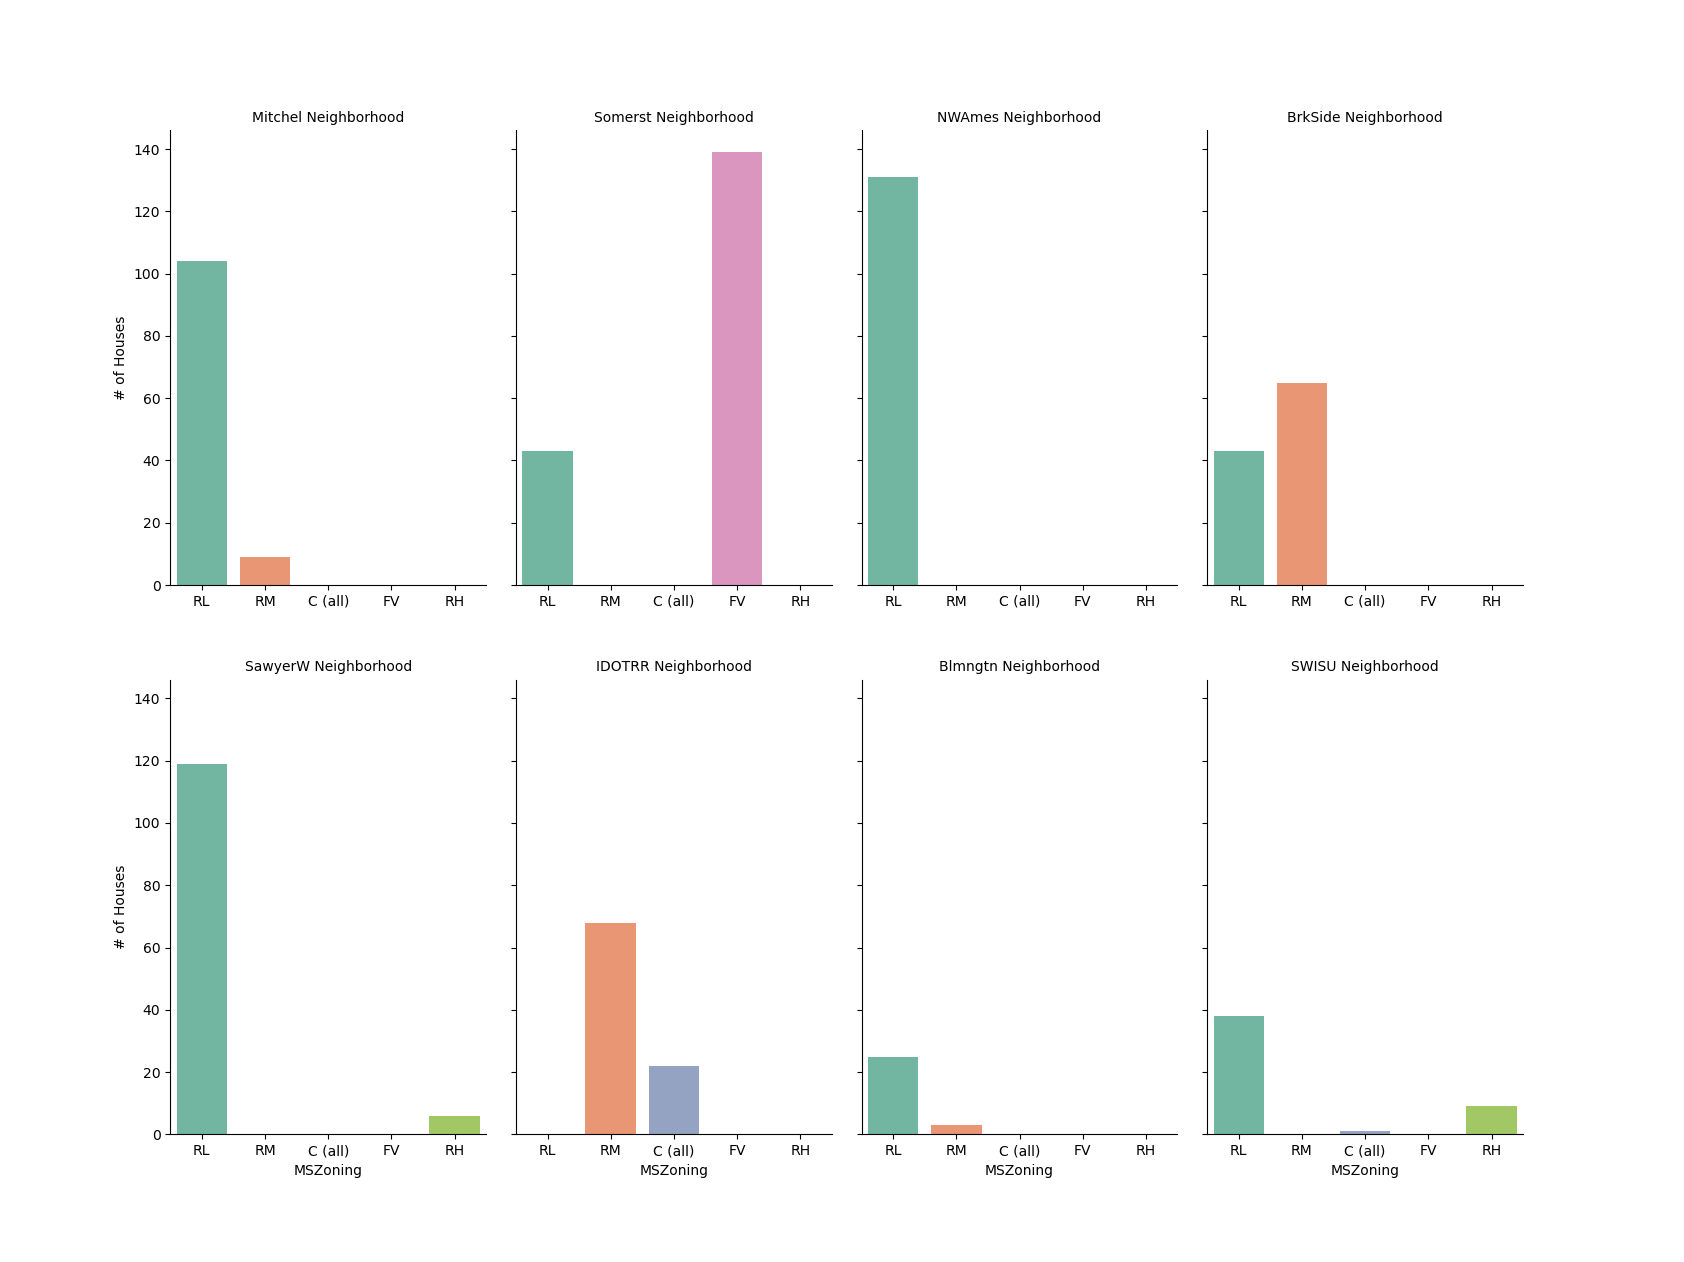 Mitchel Neighborhood
Somerst Neighborhood
NWAmes Neighborhood
BrkSide Neighborhood
# of Houses
140
120
100
80
60
40
20
0
RL RM C (all) FV RH
RL RM C (all) FV RH
RL RM C (all) FV RH
RL RM C (all) FV RH
SawyerW Neighborhood
IDOTRR Neighborhood
Blmngtn Neighborhood
SWISU Neighborhood
# of Houses
140
120
100
80
60
40
20
0
RL RM C (all) FV RH
RL RM C (all) FV RH
RL RM C (all) FV RH
RL RM C (all) FV RH
MSZoning
MSZoning
MSZoning
MSZoning